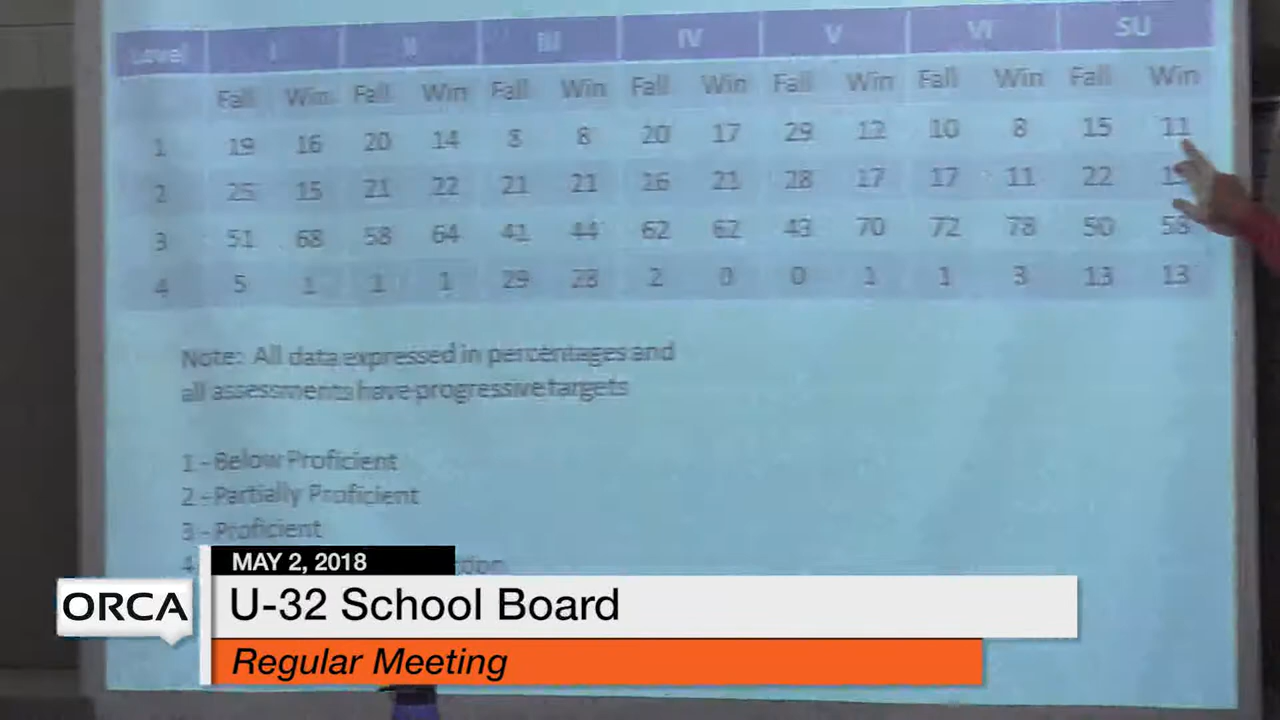 Level I II III IV V VI SU
Fall Win Fall Win Fall Win Fall Win Fall Win Fall Win Fall Win
1 19 16 20 14 8 8 20 17 29 12 10 8 15 11
2 25 15 21 22 21 21 16 21 28 17 17 11 22
3 51 68 58 64 41 44 62 62 43 70 72 78 50 58
4 5 1 1 1 29 28 2 0 0 1 1 3 13 13
Note: All data expressed in percentages and
all assessments have progressive targets
1 - Below Proficient
2 - Partially Proficient
3 - Proficient
4
MAY 2, 2018
ORCA
U-32 School Board
Regular Meeting